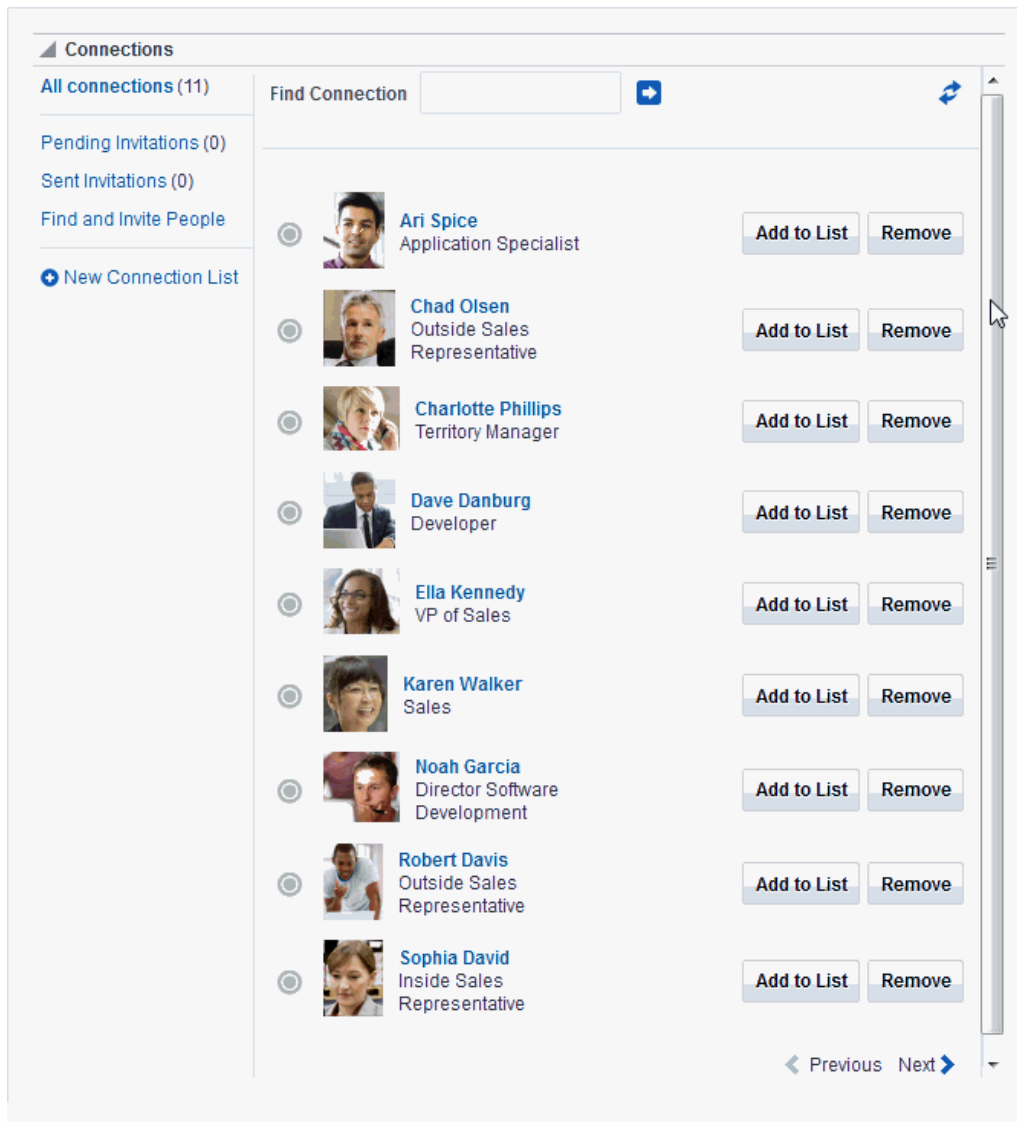 Connections
All connections (11)
Pending Invitations (0)
Sent Invitations (0)
Find and Invite People
New Connection List
Find Connection
Ari Spice
Application Specialist
Add to List Remove
Chad Olsen
Outside Sales
Representative
Add to List Remove
Charlotte Phillips
Territory Manager
Add to List Remove
Dave Danburg
Developer
Add to List Remove
Ella Kennedy
VP of Sales
Add to List Remove
Karen Walker
Sales
Add to List Remove
Noah Garcia
Director Software
Development
Add to List Remove
Robert Davis
Outside Sales
Representative
Add to List Remove
Sophia David
Inside Sales
Representative
Add to List Remove
Previous Next